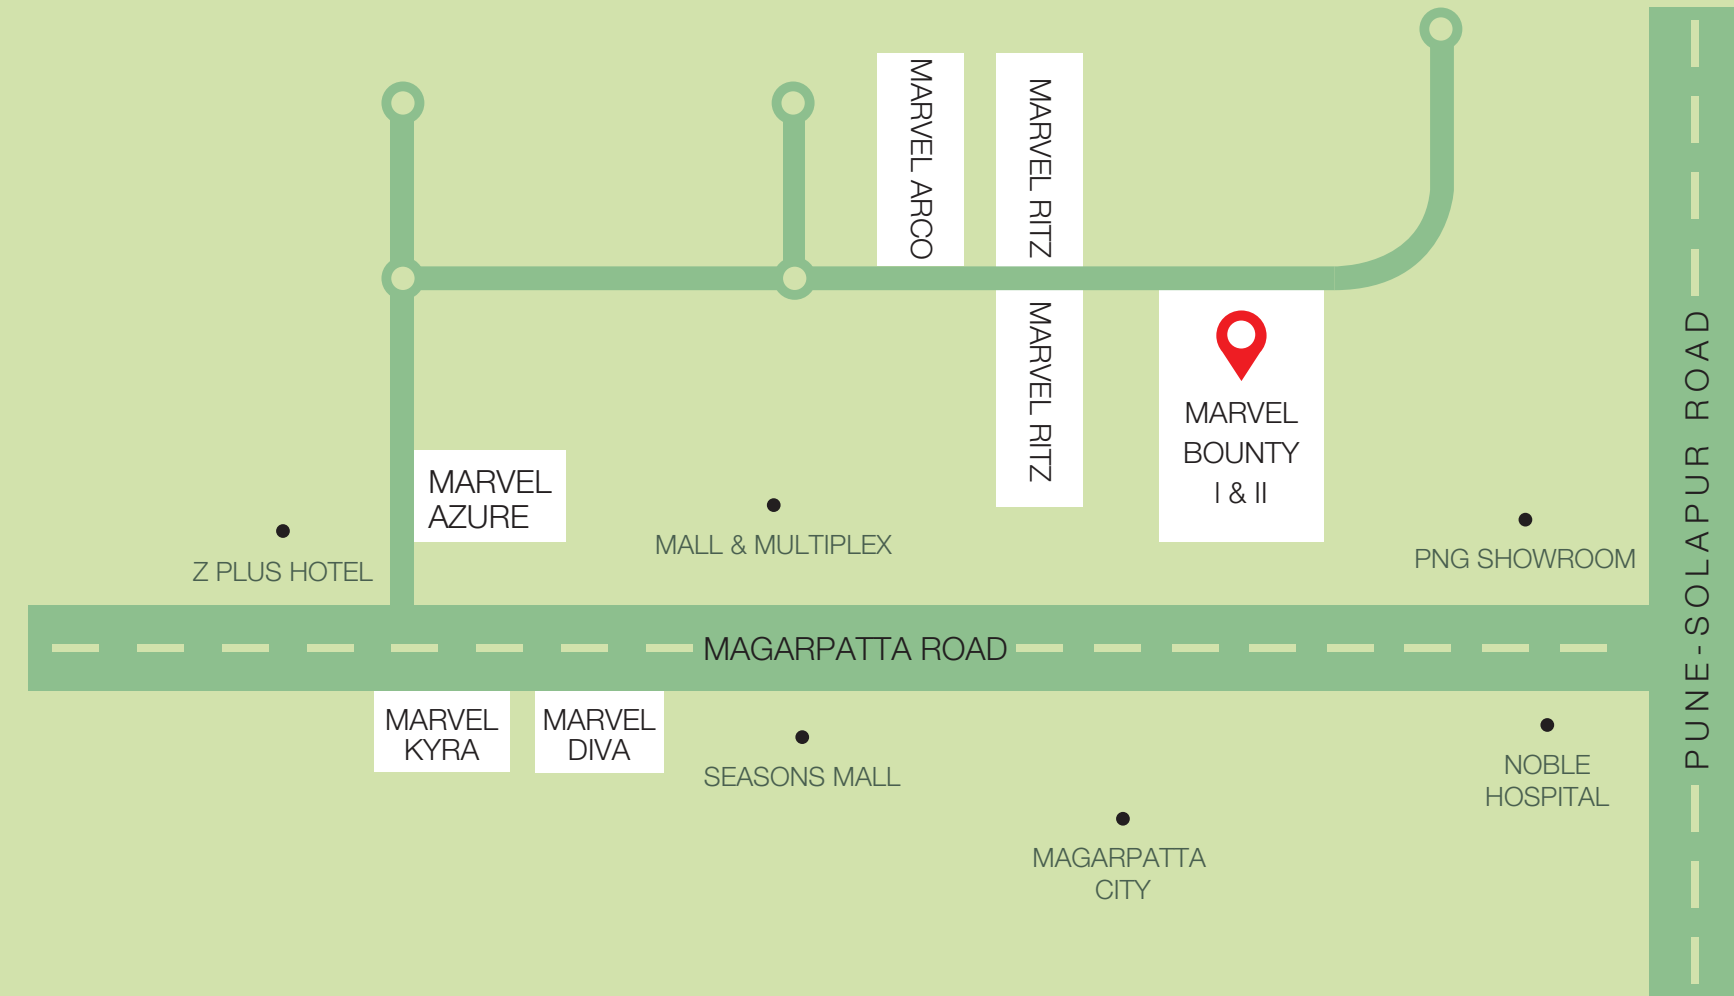 MARVEL ARCO
MARVEL RITZ
MARVEL RITZ
MARVEL
BOUNTY
I & II
MARVEL
AZURE
Z PLUS HOTEL
MALL & MULTIPLEX
PNG SHOWROOM
PUNE-SOLAPUR ROAD
MAGARPATTA ROAD
MARVEL
KYRA
MARVEL
DIVA
SEASONS MALL
NOBLE
HOSPITAL
MAGARPATTA
CITY